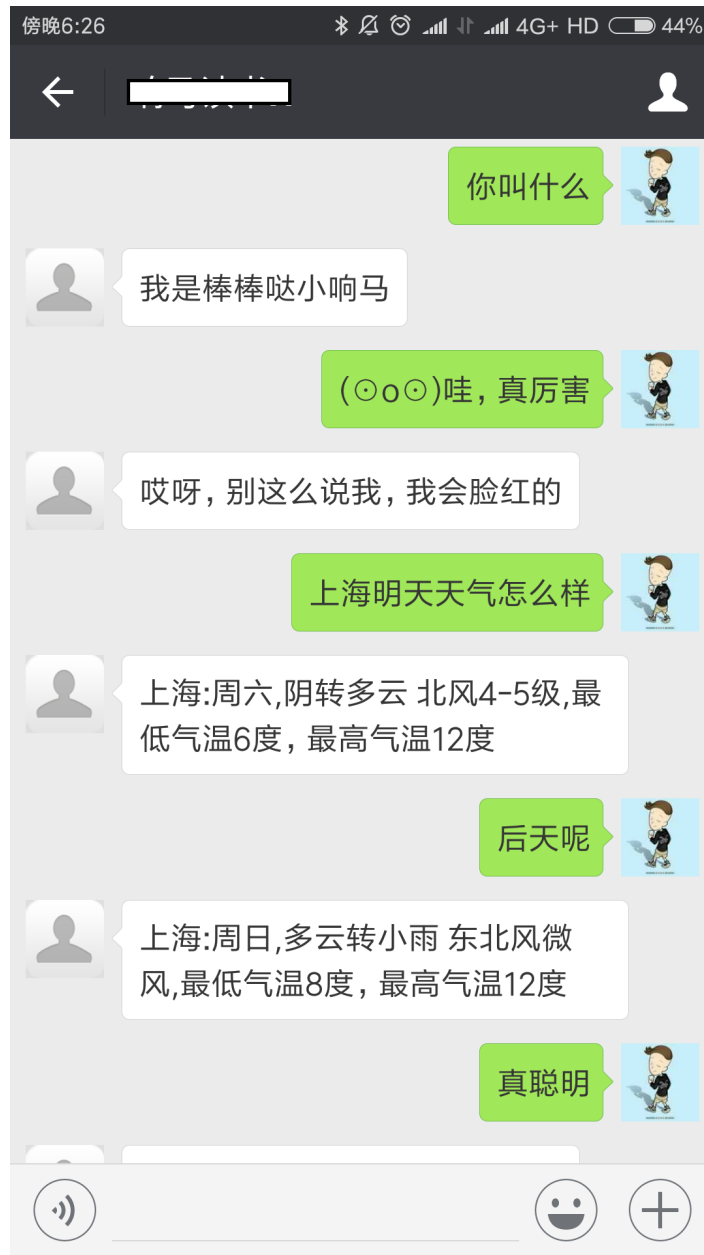 傍晚6:26 4G+ HD 44%
你叫什么
我是棒棒哒小响马
(⊙o⊙)哇，真厉害
哎呀，别这么说我，我会脸红的
上海明天天气怎么样
上海:周六,阴转多云 北风4-5级,最
低气温6度，最高气温12度
后天呢
上海:周日,多云转小雨 东北风微
风,最低气温8度，最高气温12度
真聪明